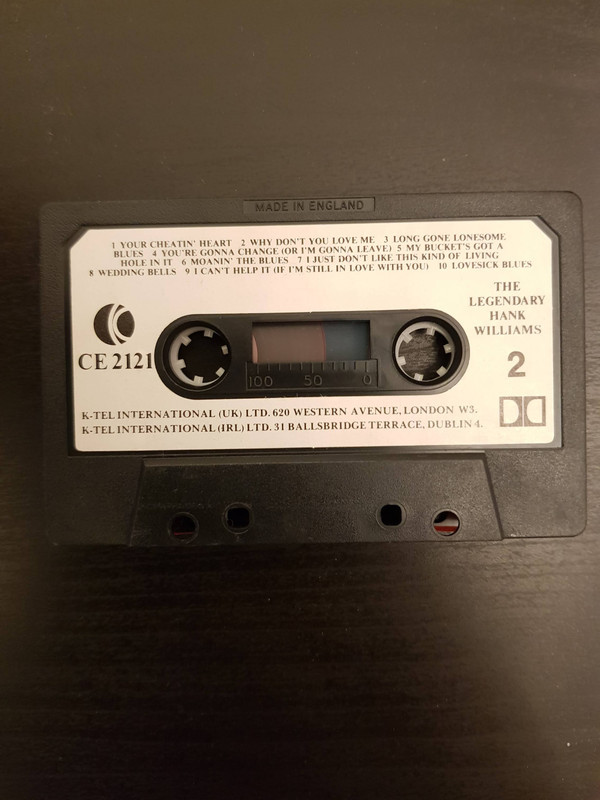 MADE IN ENGLAND
1 YOUR CHEATIN' HEART 2 WHY DON'T YOU LOVE ME 3 LONG GONE LONESOME
BLUES 4 YOU'RE GONNA CHANGE (OR I'M GONNA LEAVE) 5 MY BUCKET'S GOT A
HOLE IN IT 6 MOANIN' THE BLUES 7 I JUST DON'T LIKE THIS KIND OF LIVING
8 WEDDING BELLS 9 I CAN'T HELP IT (IF I'M STILL IN LOVE WITH YOU) 10 LOVESICK BLUES
THE
LEGENDARY
HANK
WILLIAMS
2
K
CE 2121
100 50 0
K-TEL INTERNATIONAL (UK) LTD. 620 WESTERN AVENUE, LONDON W3.
K-TEL INTERNATIONAL (IRL) LTD. 31 BALLSBRIDGE TERRACE, DUBLIN 4.